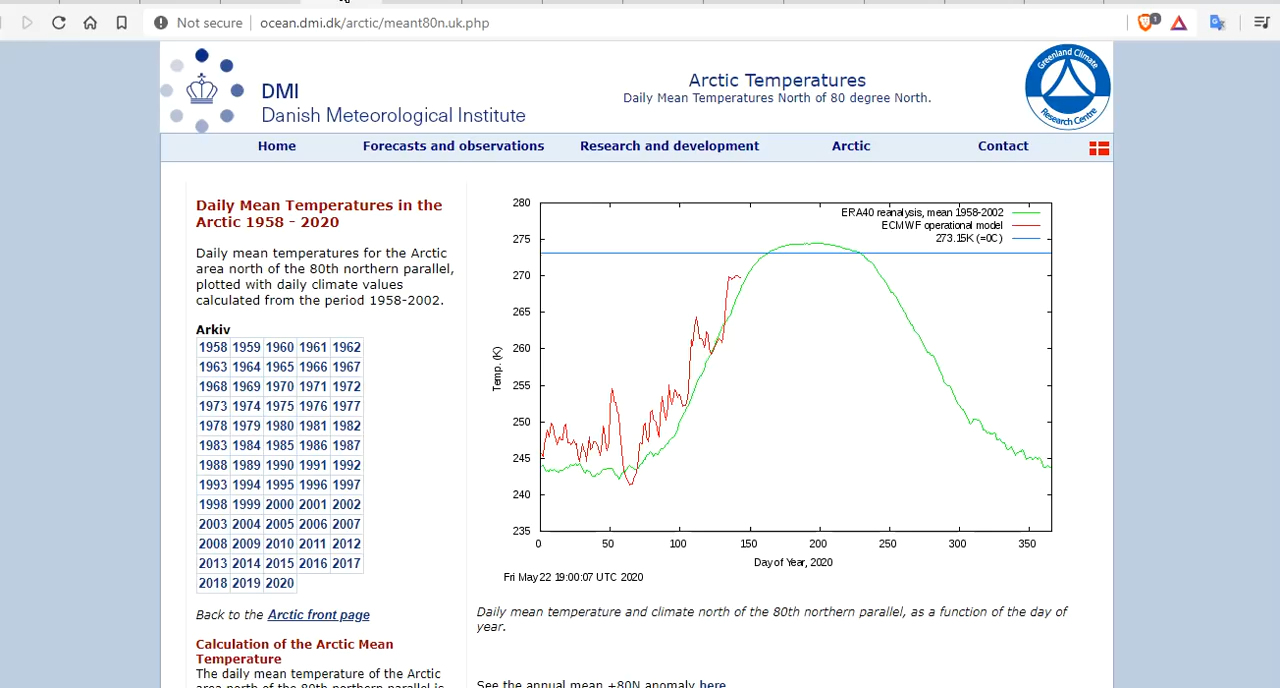 Not secure | ocean.dmi.dk/arctic/meant80n.uk.php
1
DMI
Danish Meteorological Institute
Arctic Temperatures
Daily Mean Temperatures North of 80 degree North.
Greenland Climate
Research Centre
Home Forecasts and observations Research and development Arctic Contact
Daily Mean Temperatures in the
Arctic 1958 - 2020
Daily mean temperatures for the Arctic
area north of the 80th northern parallel,
plotted with daily climate values
calculated from the period 1958-2002.
Arkiv
1958 1959 1960 1961 1962
1963 1964 1965 1966 1967
1968 1969 1970 1971 1972
1973 1974 1975 1976 1977
1978 1979 1980 1981 1982
1983 1984 1985 1986 1987
1988 1989 1990 1991 1992
1993 1994 1995 1996 1997
1998 1999 2000 2001 2002
2003 2004 2005 2006 2007
2008 2009 2010 2011 2012
2013 2014 2015 2016 2017
2018 2019 2020
Back to the Arctic front page
Calculation of the Arctic Mean
Temperature
The daily mean temperature of the Arctic
area north of the 80th northern parallel is
ERA40 reanalysis, mean 1958-2002
ECMWF operational model
273.15K (=0C)
Temp. (K)
280
275
270
265
260
255
250
245
240
235
0 50 100 150 200 250 300 350
Day of Year, 2020
Fri May 22 19:00:07 UTC 2020
Daily mean temperature and climate north of the 80th northern parallel, as a function of the day of
year.
See the annual mean +80N anomaly here